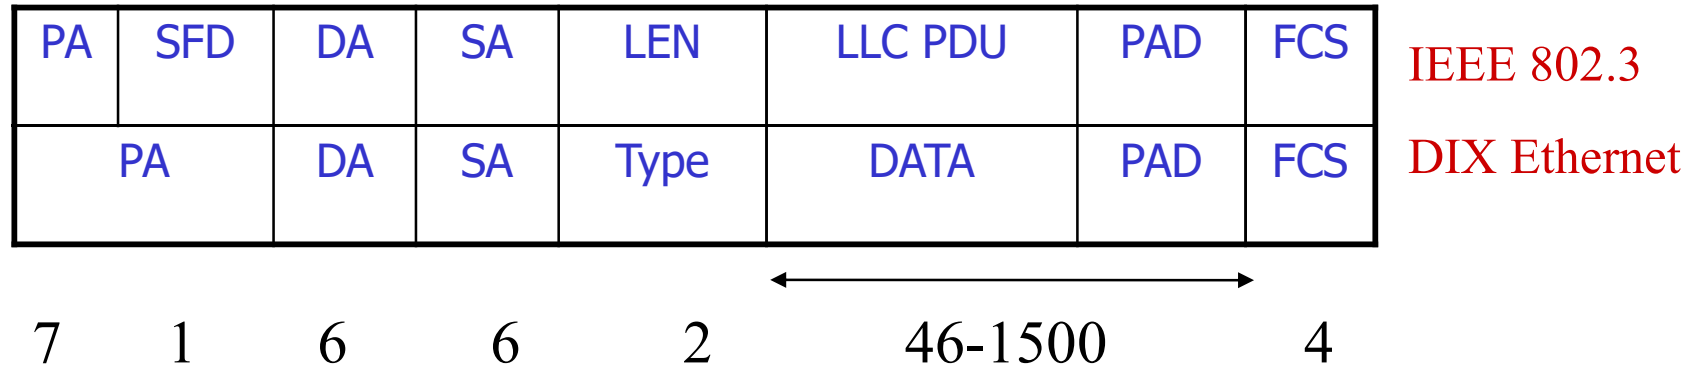 PA SFD DA SA LEN LLC PDU PAD FCS IEEE 802.3
PA DA SA Type DATA PAD FCS DIX Ethernet
7 1 6 6 2 46-1500 4